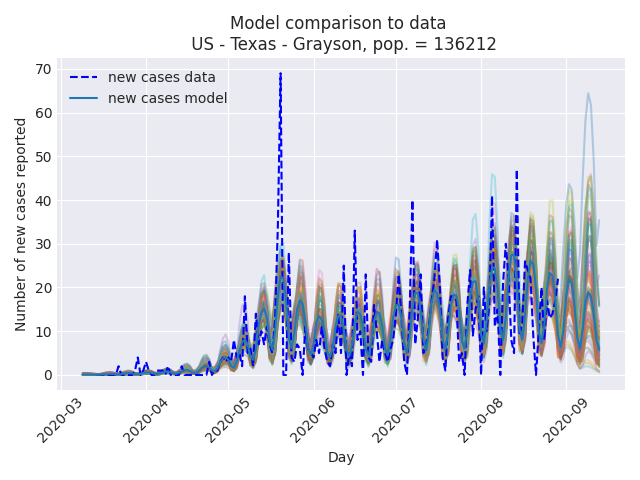 Model comparison to data
US - Texas - Grayson, pop. = 136212
70
60
50
40
30
20
10
0
Number of new cases reported
new cases data
new cases model
2020-03
2020-04
2020-05
2020-06
2020-07
2020-08
2020-09
Day